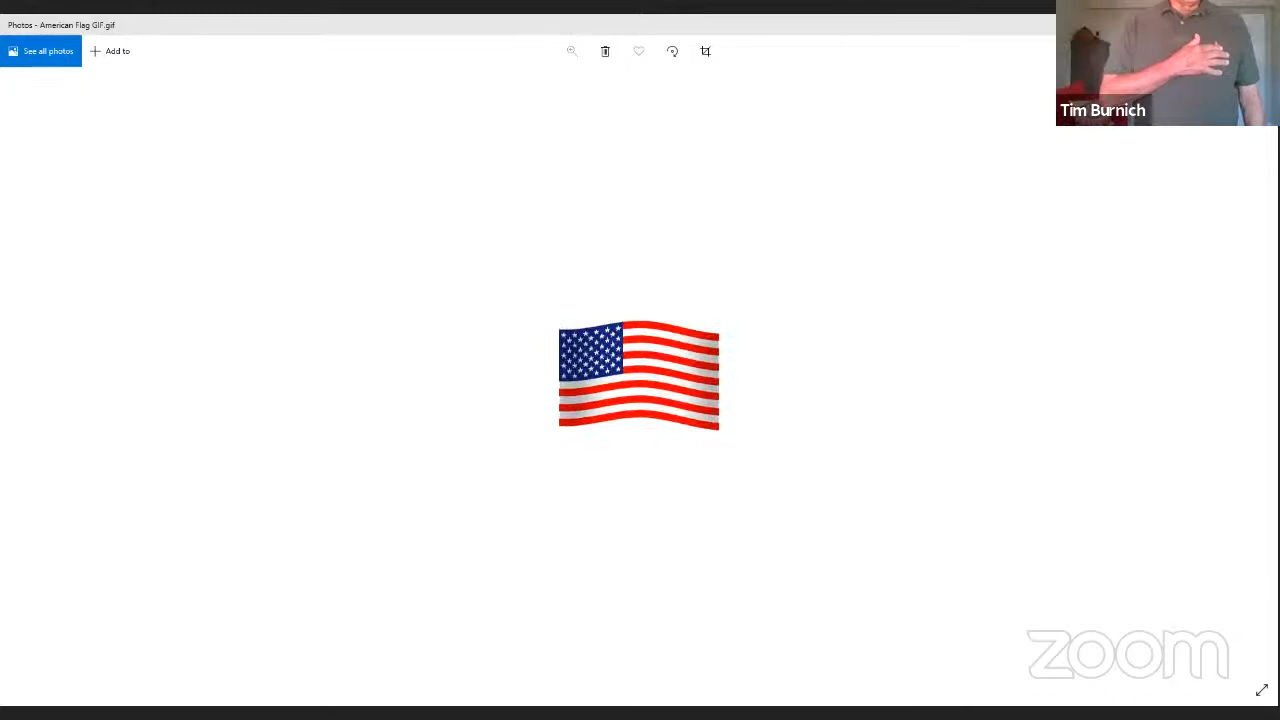 Photos - American Flag GIF.gif
See all photos
Add to
Tim Burnich
zoom